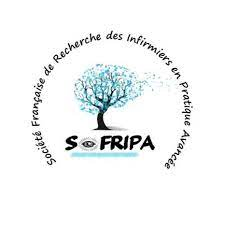 Société Française de Recherche des Infirmiers en Pratique Avancée
SOFRIPA